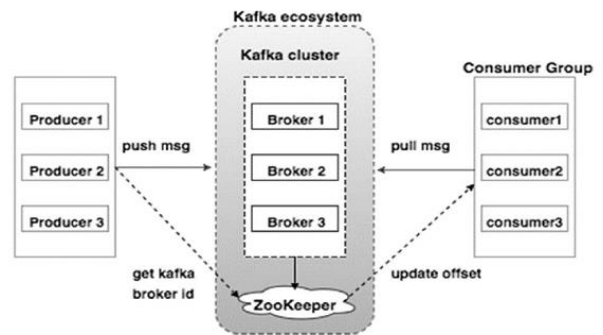 Kafka ecosystem
Kafka cluster
Consumer Group
Producer 1
Producer 2
Producer 3
push msg
Broker 1
Broker 2
Broker 3
pull msg
consumer1
consumer2
consumer3
get kafka
broker id
ZooKeeper
update offset